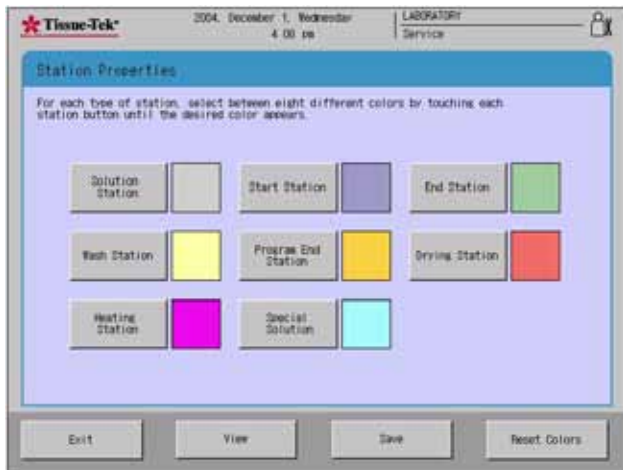 Tissue-Tek
2004. December 1. Wednesday
4:00 pm
LABORATORY
Service
Station Properties
For each type of station, select between eight different colors by touching each
station button until the desired color appears.
Solution
Station
Start Station
End Station
Wash Station
Program End
Station
Drying Station
Heating
Station
Special
Solution
Exit
View
Save
Reset Colors